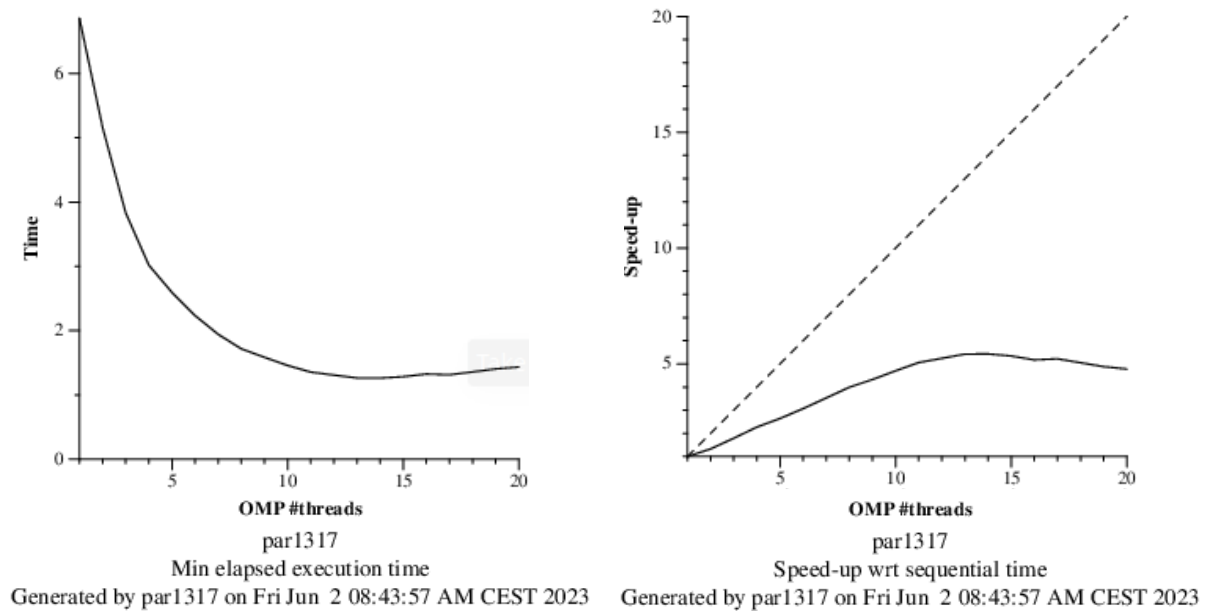 6
4
2
0
Time
5
10
15
20
OMP #threads
par1317
Min elapsed execution time
Generated by par1317 on Fri Jun 2 08:43:57 AM CEST 2023
Take
20
15
10
5
Speed-up
5
10
15
20
OMP #threads
par1317
Speed-up wrt sequential time
Generated by par1317 on Fri Jun 2 08:43:57 AM CEST 2023